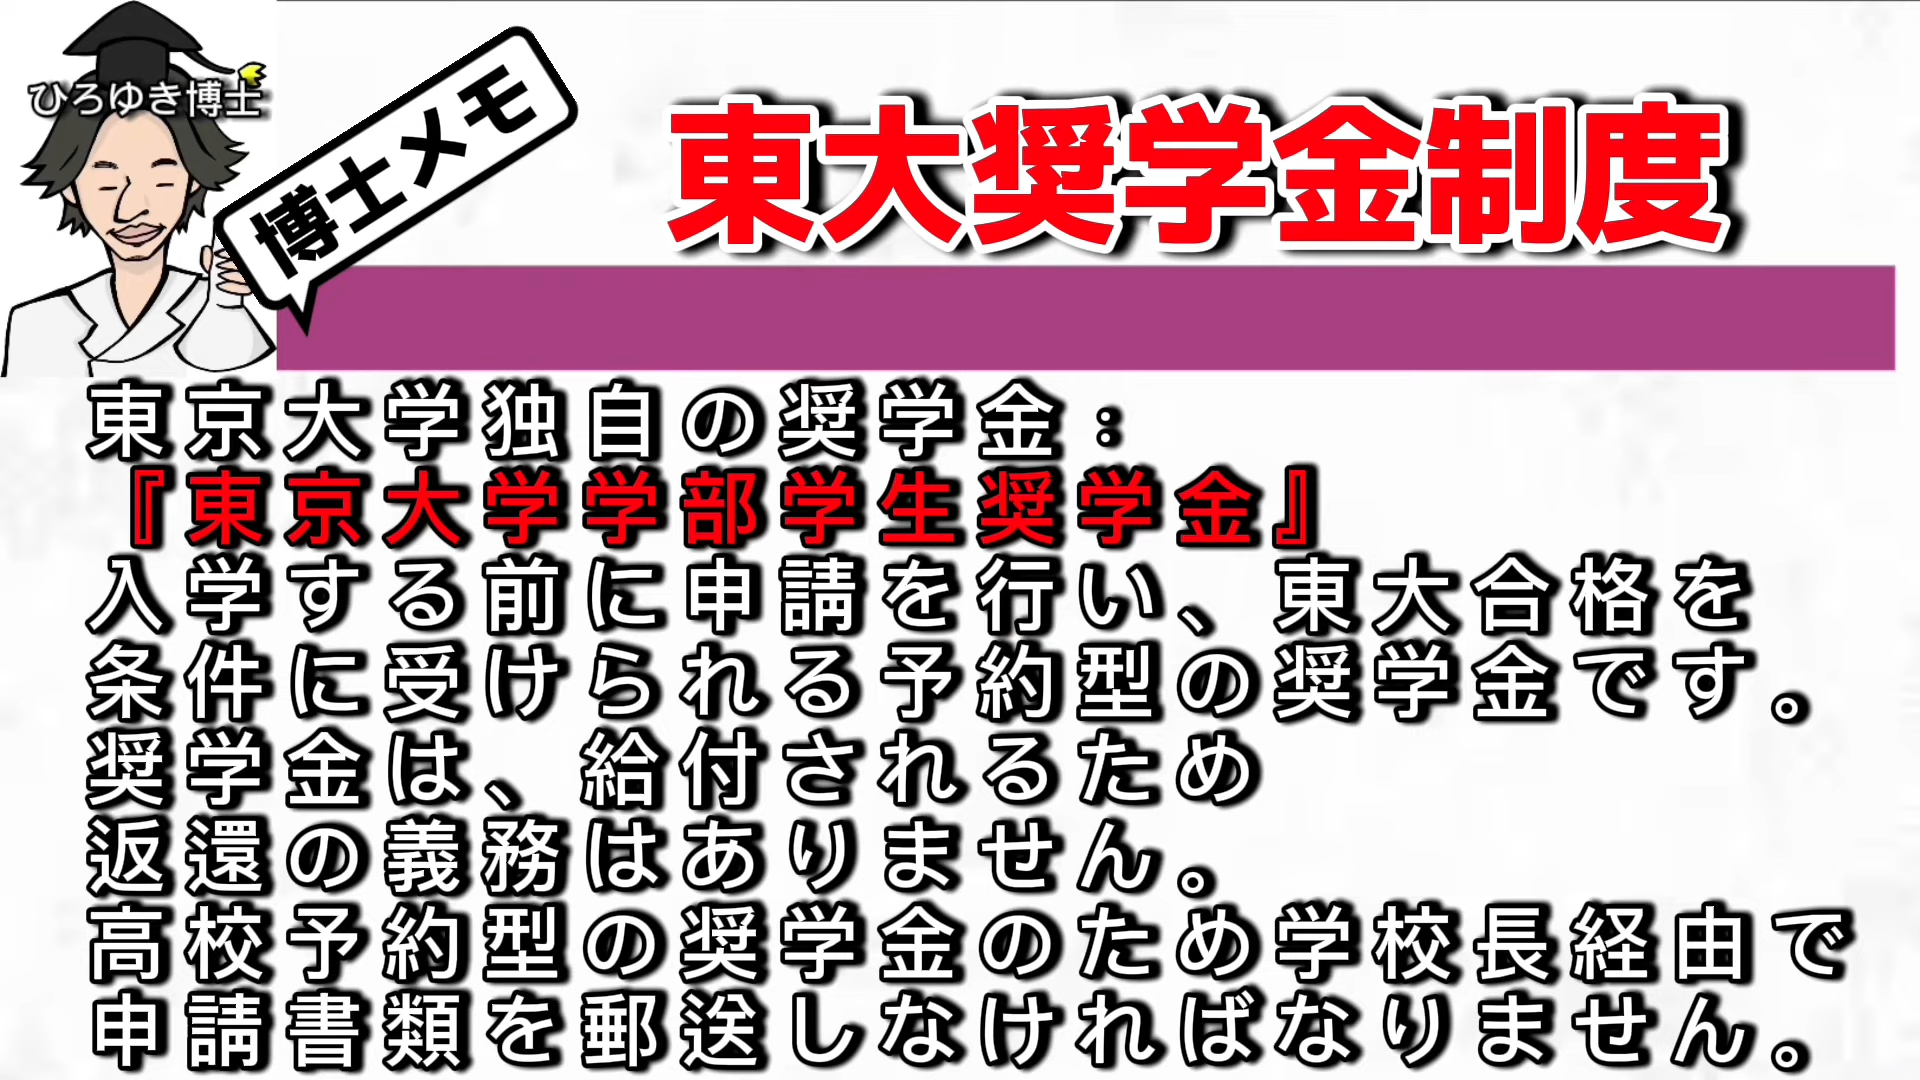 ひろゆき博士
博士メモ
東大奨学金制度
東京大学独自の奨学金:
『東京大学学部学生奨学金』
入学する前に申請を行い、東大合格を
条件に受けられる予約型の奨学金です。
奨学金は、給付されるため
返還の義務はありません。
高校予約型の奨学金のため学校長経由で
申請書類を郵送しなければなりません。